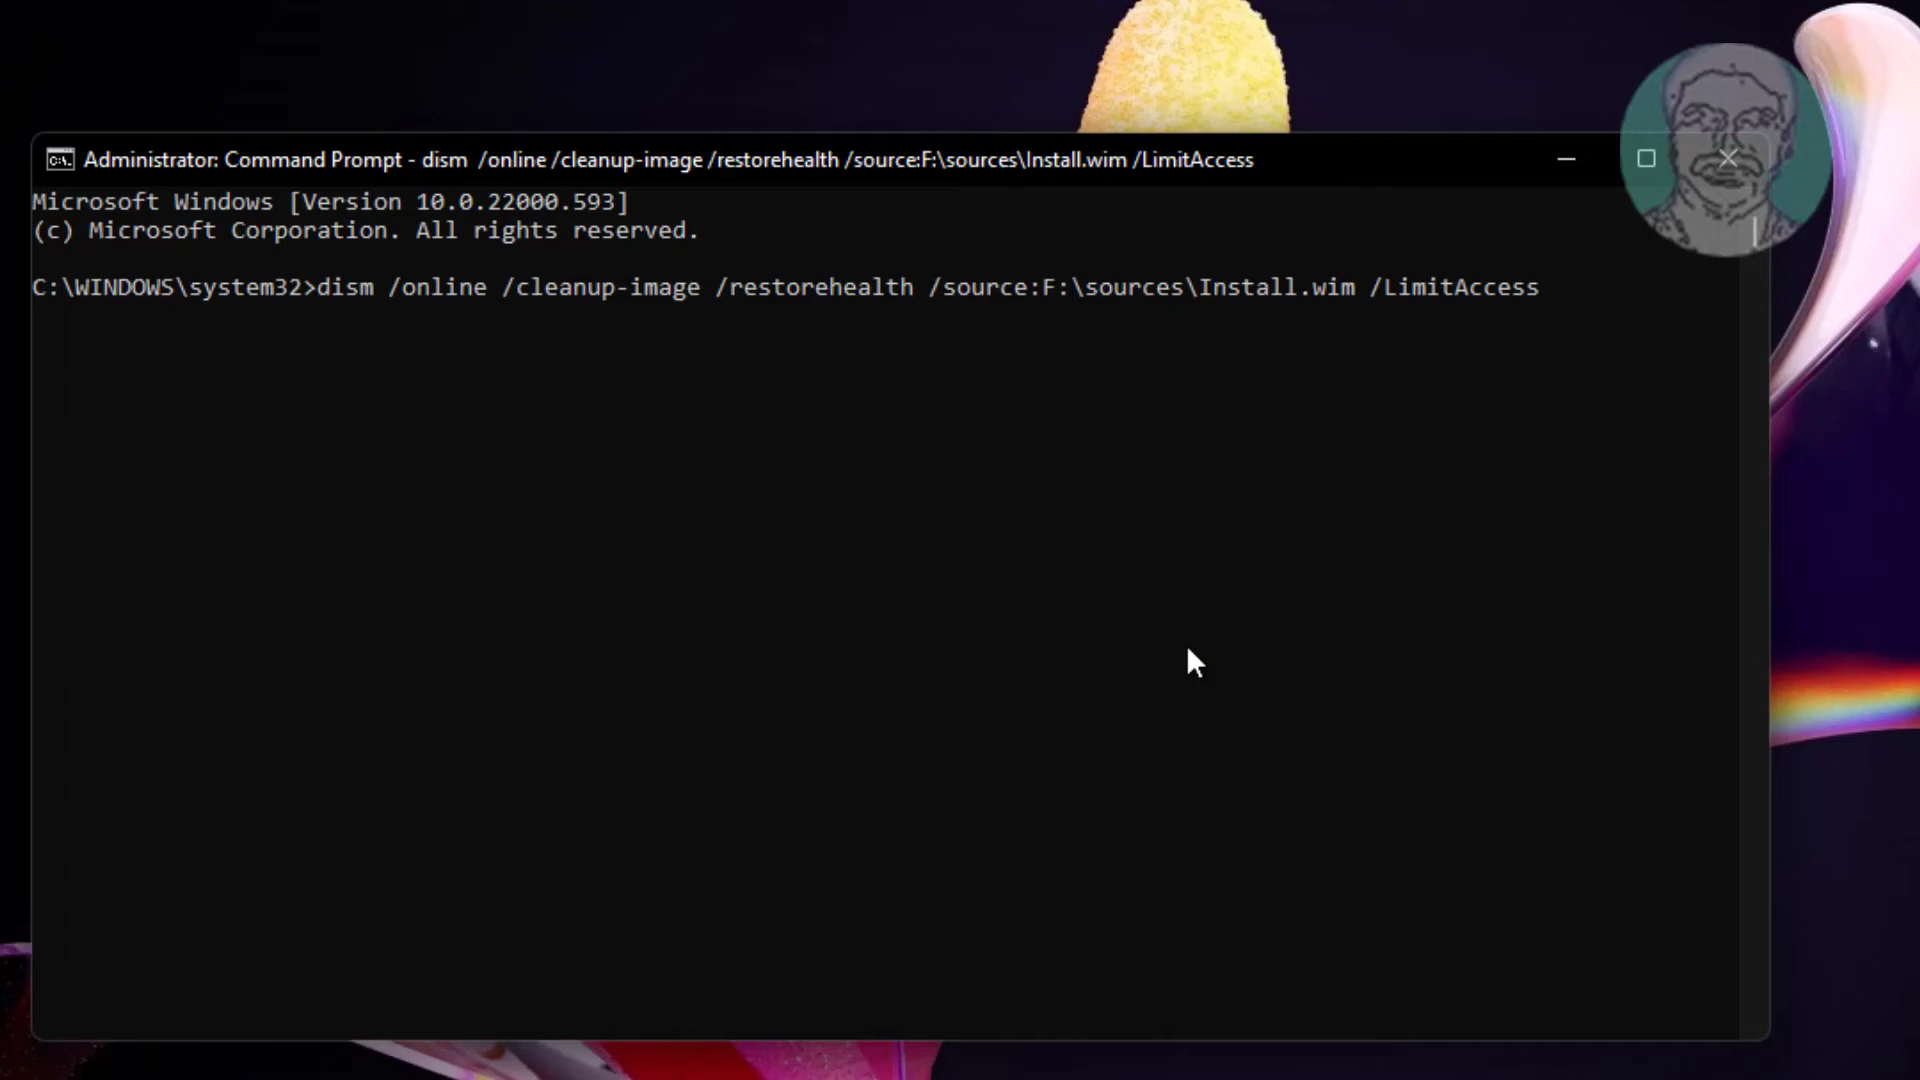 Administrator: Command Prompt - dism  /online /cleanup-image /restorehealth /source:F:\sources\Install.wim /LimitAccess
Microsoft Windows [Version 10.0.22000.593]
(c) Microsoft Corporation. All rights reserved.
C:\WINDOWS\system32>dism /online /cleanup-image /restorehealth /source:F:\sources\Install.wim /LimitAccess